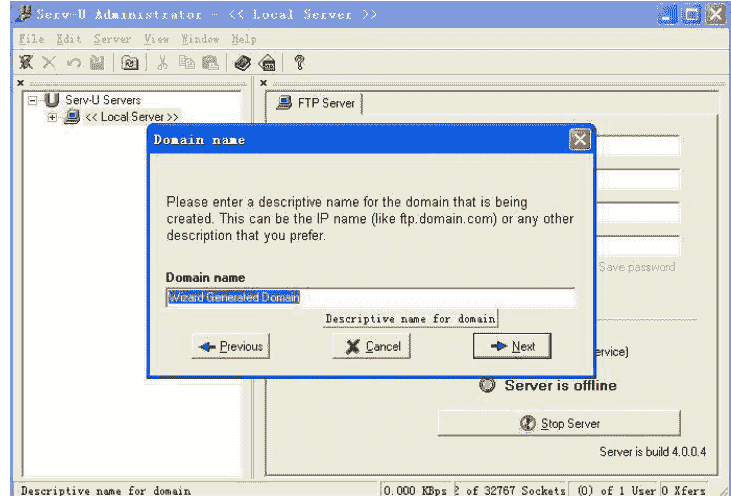 Serv-U Administrator - << Local Server >>
File Edit Server View Window Help
Serv-U Servers
<< Local Server >>
FTP Server
Domain name
Please enter a descriptive name for the domain that is being
created. This can be the IP name (like ftp.domain.com) or any other
description that you prefer.
Save password
Domain name
Wizard Generated Domain
Descriptive name for domain
Previous
Cancel
Next
ervice)
Server is offline
Stop Server
Server is build 4.0.0.4
Descriptive name for domain
0.000 KBps
2 of 32767 Sockets
(0) of 1 User
0 Xfers